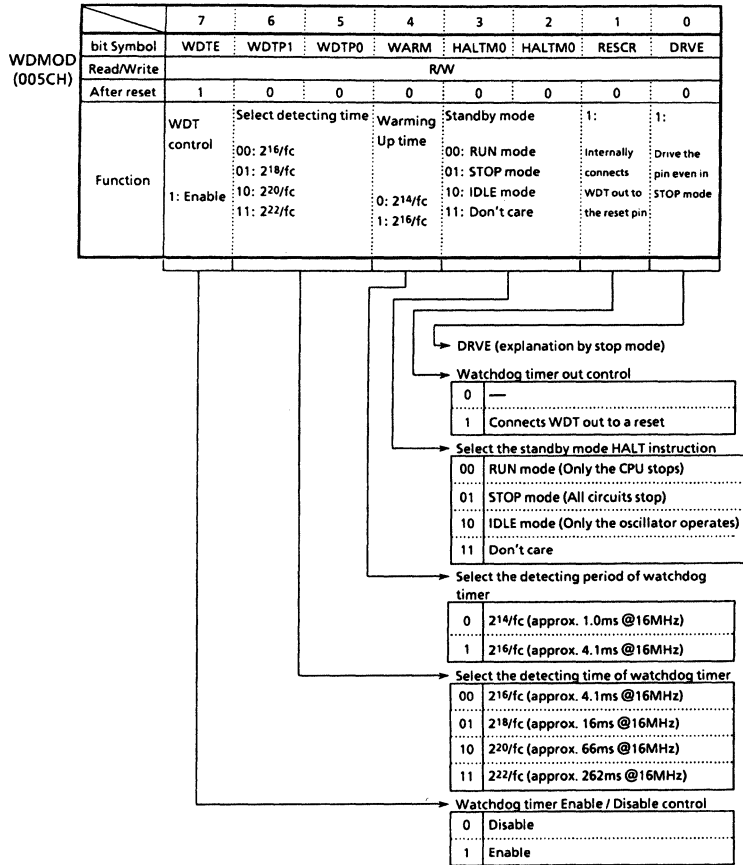 7 6 5 4 3 2 1 0
WDMOD
(005CH)
bit Symbol WDTE WDTP1 WDTP0 WARM HALTM0 HALTM0 RESCR DRVE
Read/Write R/W
After reset 1 0 0 0 0 0 0 0
Function
WDT
control
1: Enable
Select detecting time
00: 2¹⁶/fc
01: 2¹⁸/fc
10: 2²⁰/fc
11: 2²²/fc
Warming
Up time
0: 2¹⁴/fc
1: 2¹⁶/fc
Standby mode
00: RUN mode
01: STOP mode
10: IDLE mode
11: Don't care
1:
Internally
connects
WDT out to
the reset pin
1:
Drive the
pin even in
STOP mode
DRVE (explanation by stop mode)
Watchdog timer out control
0 —
1 Connects WDT out to a reset
Select the standby mode HALT instruction
00 RUN mode (Only the CPU stops)
01 STOP mode (All circuits stop)
10 IDLE mode (Only the oscillator operates)
11 Don't care
Select the detecting period of watchdog
timer
0 2¹⁴/fc (approx. 1.0ms @16MHz)
1 2¹⁶/fc (approx. 4.1ms @16MHz)
Select the detecting time of watchdog timer
00 2¹⁶/fc (approx. 4.1ms @16MHz)
01 2¹⁸/fc (approx. 16ms @16MHz)
10 2²⁰/fc (approx. 66ms @16MHz)
11 2²²/fc (approx. 262ms @16MHz)
Watchdog timer Enable / Disable control
0 Disable
1 Enable